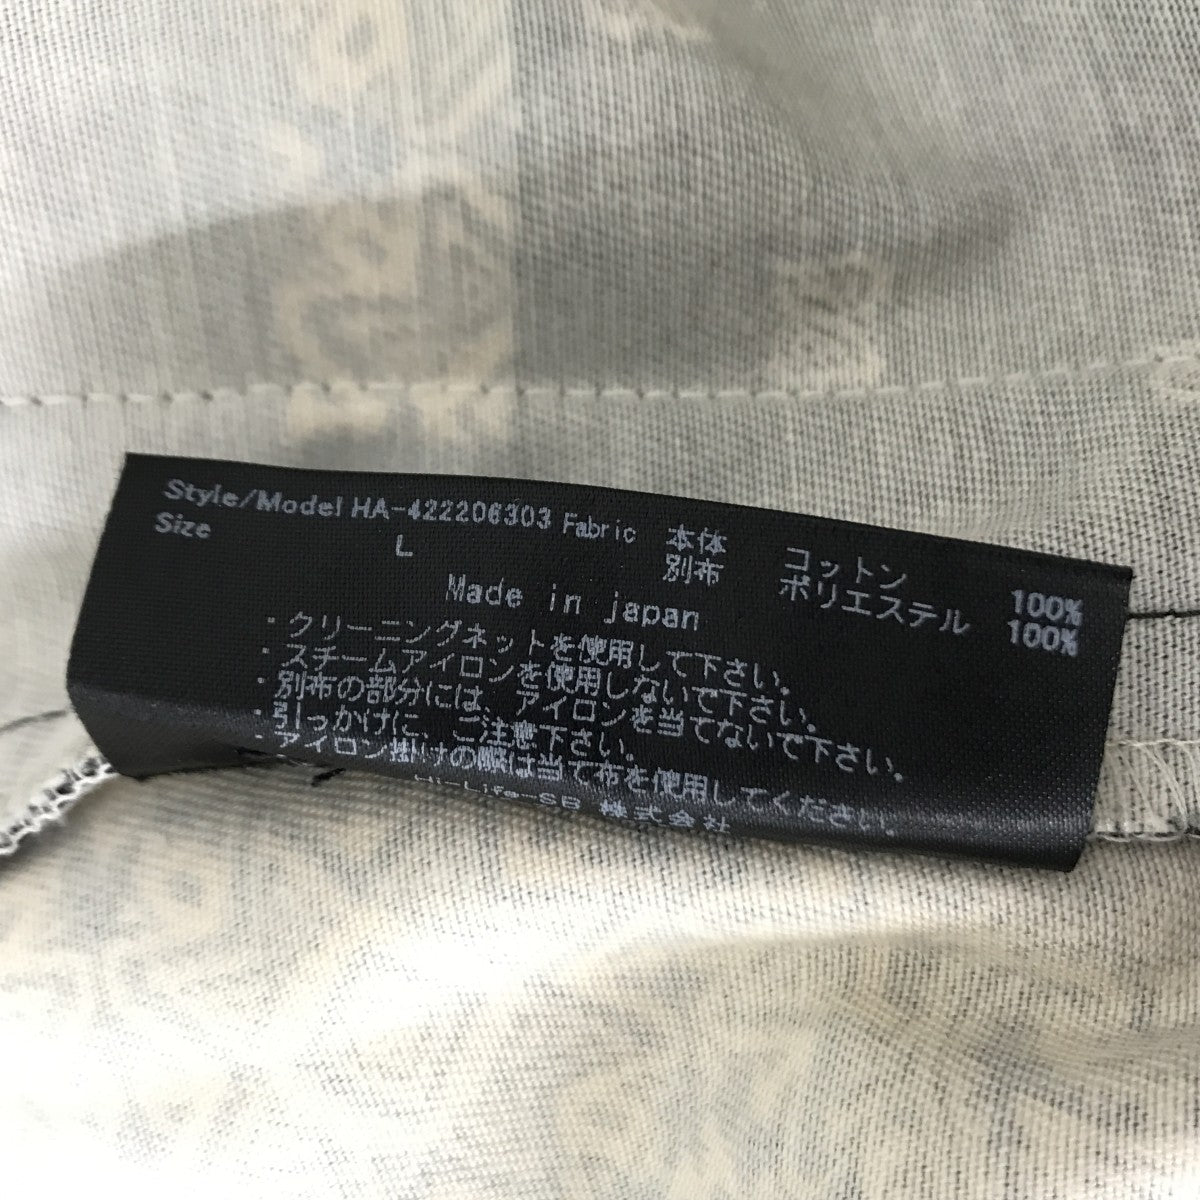 Style/Model HA-422206303 Fabric 本体 コットン 100%
Size L 別布 ポリエステル 100%
Made in japan
・クリーニングネットを使用して下さい。
・スチームアイロンを使用しないで下さい。
・別布の部分には、アイロンを当てないで下さい。
・引っかけに、ご注意下さい。
・アイロン掛けの際は当て布を使用してください。
Hi-Life-SB 株式会社